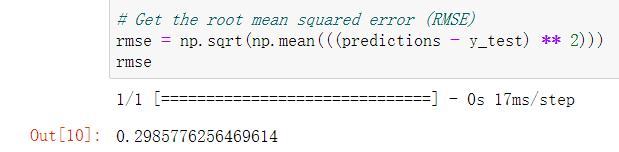 # Get the root mean squared error (RMSE)
rmse = np.sqrt(np.mean(((predictions - y_test) ** 2)))
rmse
1/1 [==============================] - 0s 17ms/step
Out[10]: 0.2985776256469614